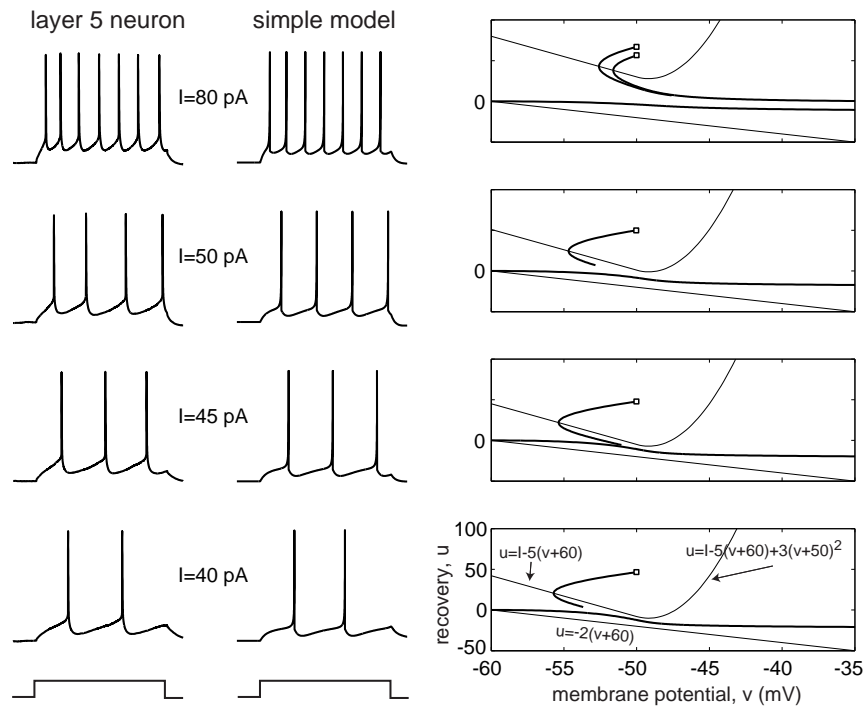 layer 5 neuron
simple model
I=80 pA
0
I=50 pA
0
I=45 pA
0
I=40 pA
100
50
0
-50
recovery, u
u=I-5(v+60)
u=I-5(v+60)+3(v+50)²
u=-2(v+60)
-60 -55 -50 -45 -40 -35
membrane potential, v (mV)